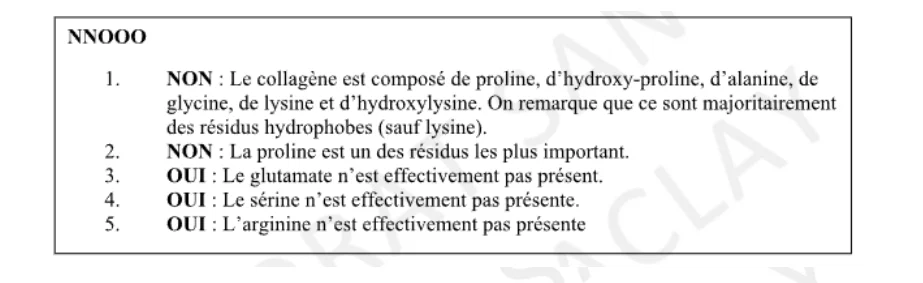 NNOOO
1. NON : Le collagène est composé de proline, d’hydroxy-proline, d’alanine, de
glycine, de lysine et d’hydroxylysine. On remarque que ce sont majoritairement
des résidus hydrophobes (sauf lysine).
2. NON : La proline est un des résidus les plus important.
3. OUI : Le glutamate n’est effectivement pas présent.
4. OUI : Le sérine n’est effectivement pas présente.
5. OUI : L’arginine n’est effectivement pas présente